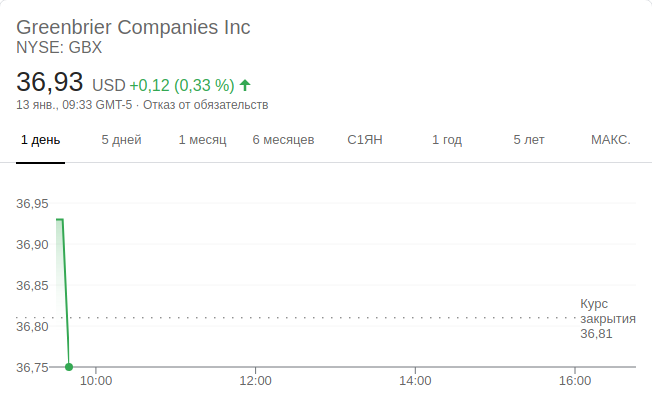 Greenbrier Companies Inc
NYSE: GBX
36,93 USD +0,12 (0,33 %)
13 янв., 09:33 GMT-5 · Отказ от обязательств
1 день 5 дней 1 месяц 6 месяцев С1ЯН 1 год 5 лет МАКС.
36,95
36,90
36,85
Курс
закрытия
36,81
36,80
36,75
10:00 12:00 14:00 16:00